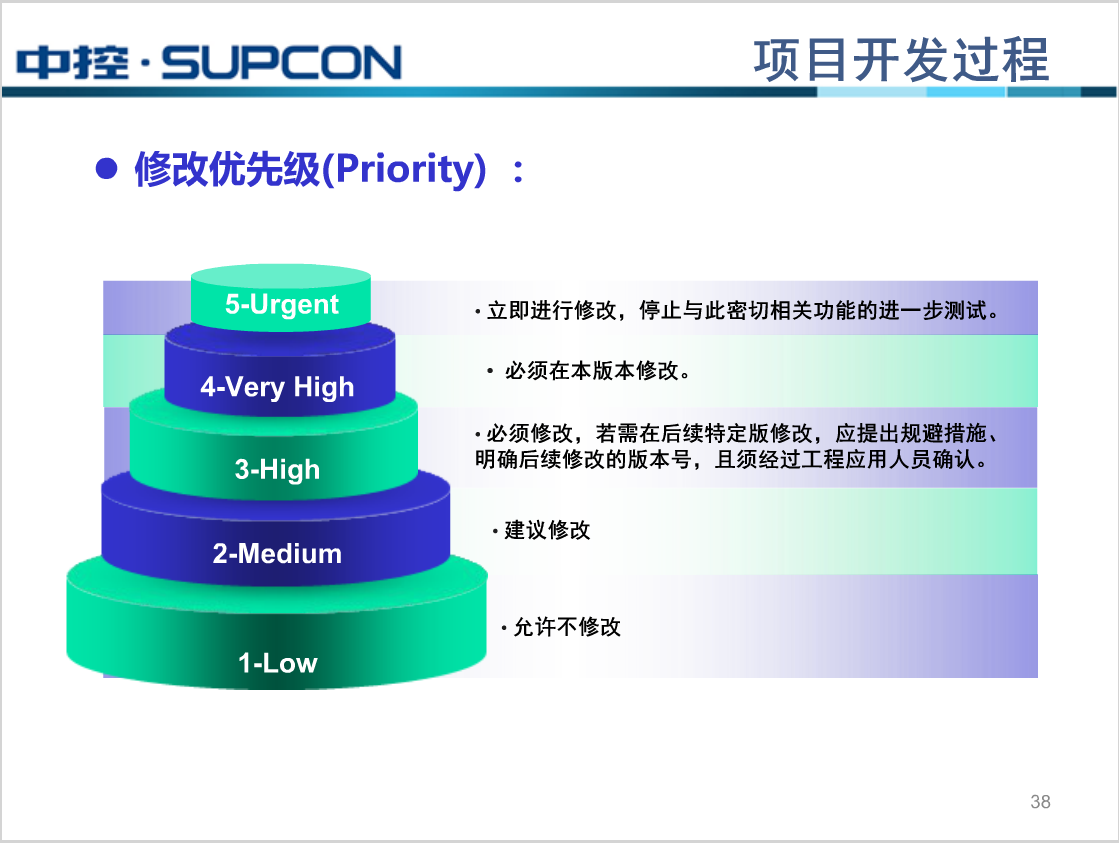 中控·SUPCON
项目开发过程
● 修改优先级(Priority) ：
5-Urgent
•立即进行修改，停止与此密切相关功能的进一步测试。
4-Very High
• 必须在本版本修改。
3-High
•必须修改，若需在后续特定版修改，应提出规避措施、
明确后续修改的版本号，且须经过工程应用人员确认。
2-Medium
•建议修改
1-Low
•允许不修改
38